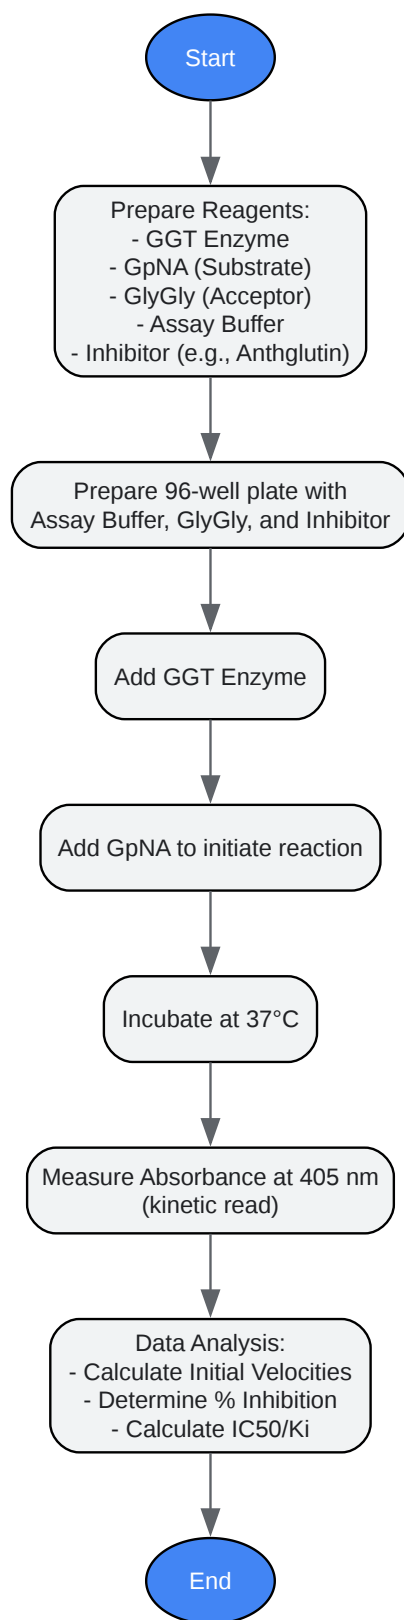 Start
Prepare Reagents:
- GGT Enzyme
- GpNA (Substrate)
- GlyGly (Acceptor)
- Assay Buffer
- Inhibitor (e.g., Anthglutin)
Prepare 96-well plate with
Assay Buffer, GlyGly, and Inhibitor
Add GGT Enzyme
Add GpNA to initiate reaction
Incubate at 37°C
Measure Absorbance at 405 nm
(kinetic read)
Data Analysis:
- Calculate Initial Velocities
- Determine % Inhibition
- Calculate IC50/Ki
End